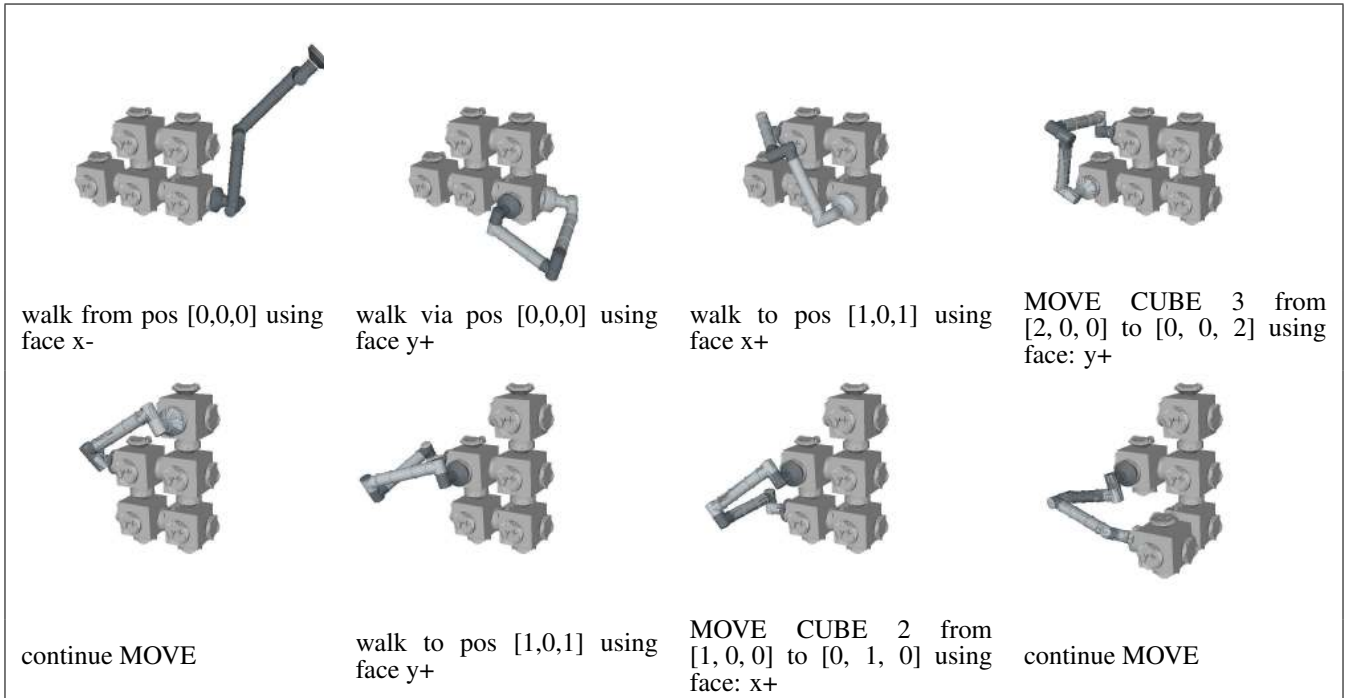 walk from pos [0,0,0] using
face x-
walk via pos [0,0,0] using
face y+
walk to pos [1,0,1] using
face x+
MOVE CUBE 3 from
[2, 0, 0] to [0, 0, 2] using
face: y+
continue MOVE
walk to pos [1,0,1] using
face y+
MOVE CUBE 2 from
[1, 0, 0] to [0, 1, 0] using
face: x+
continue MOVE